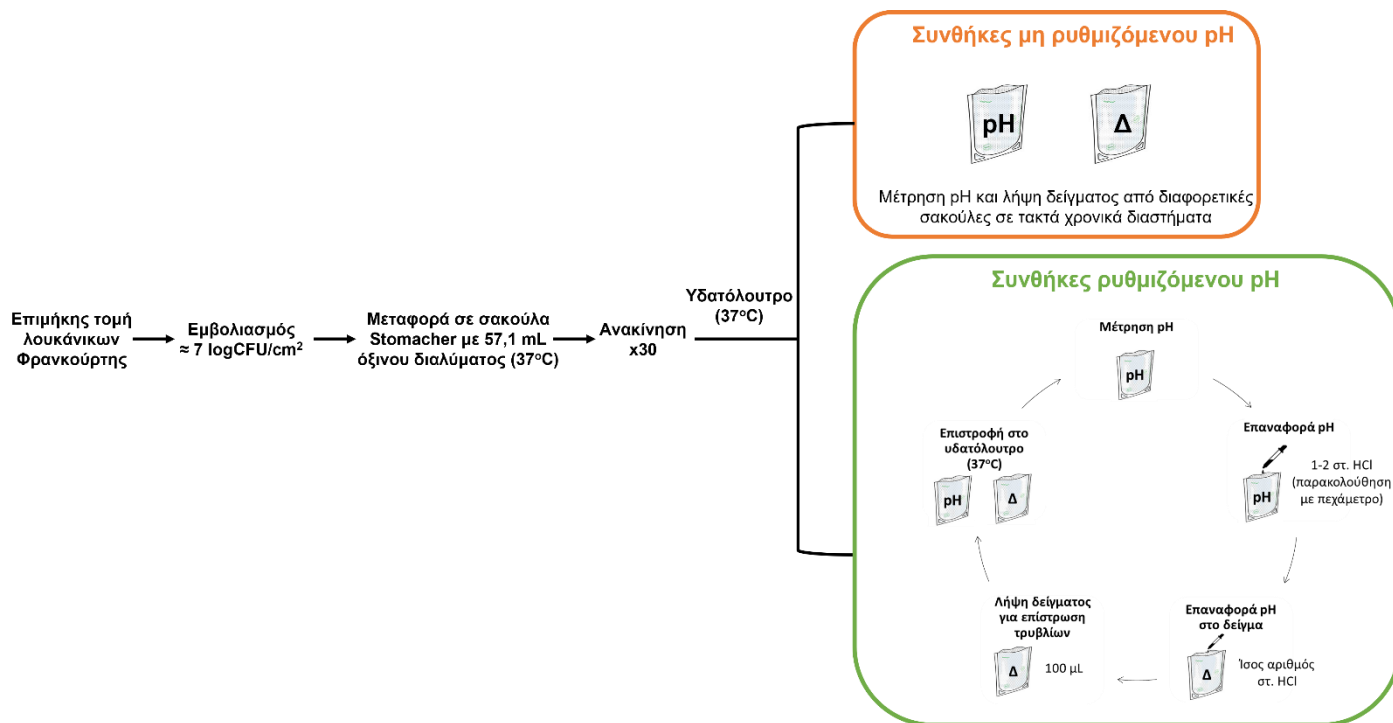 Συνθήκες μη ρυθμιζόμενου pH
pH
Δ
Μέτρηση pH και λήψη δείγματος από διαφορετικές
σακούλες σε τακτά χρονικά διαστήματα
Επιμήκης τομή
λουκάνικων
Φρανκούρτης
Εμβολιασμός
≈ 7 logCFU/cm²
Μεταφορά σε σακούλα
Stomacher με 57,1 mL
όξινου διαλύματος (37°C)
Ανακίνηση
x30
Υδατόλουτρο
(37°C)
Συνθήκες ρυθμιζόμενου pH
Μέτρηση pH
pH
Επαναφορά pH
pH
1-2 στ. HCl
(παρακολούθηση
με πεχάμετρο)
Επαναφορά pH
στο δείγμα
Δ
Ίσος αριθμός
στ. HCl
Λήψη δείγματος
για επίστρωση
τρυβλίων
Δ
100 μL
Επιστροφή στο
υδατόλουτρο
(37°C)
pH
Δ